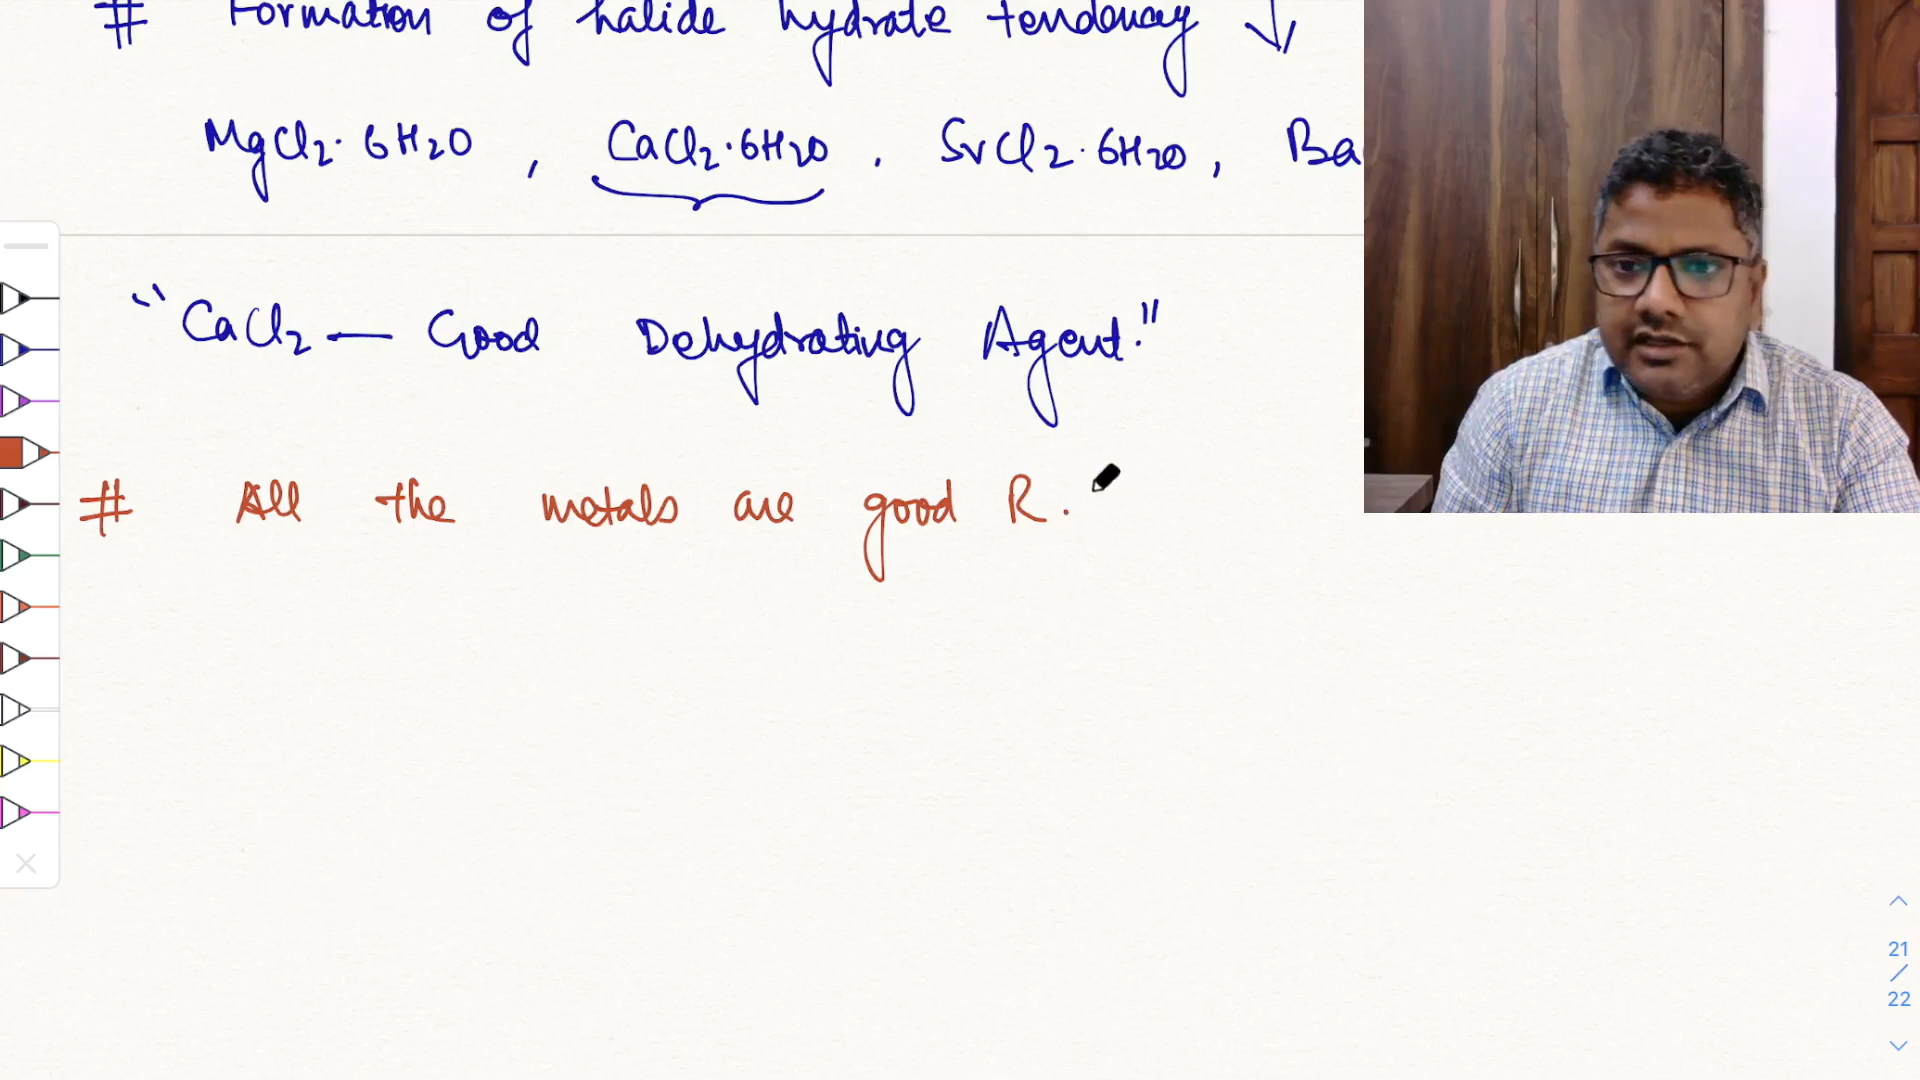 # Formation of halide hydrate tendency ↓
MgCl₂·6H₂O , CaCl₂·6H₂O , SrCl₂·6H₂O , Ba
"CaCl₂ — Good Dehydrating Agent."
# All the metals are good R.
21
/
22